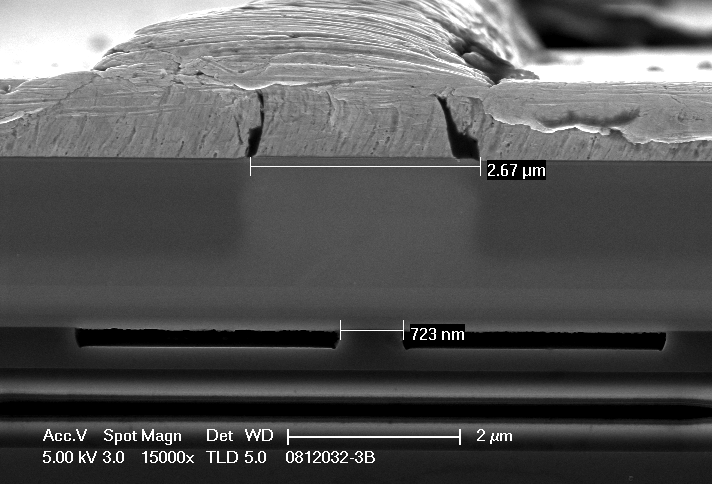 2.67 µm
723 nm
Acc.V Spot Magn Det WD 2 µm
5.00 kV 3.0 15000x TLD 5.0 0812032-3B